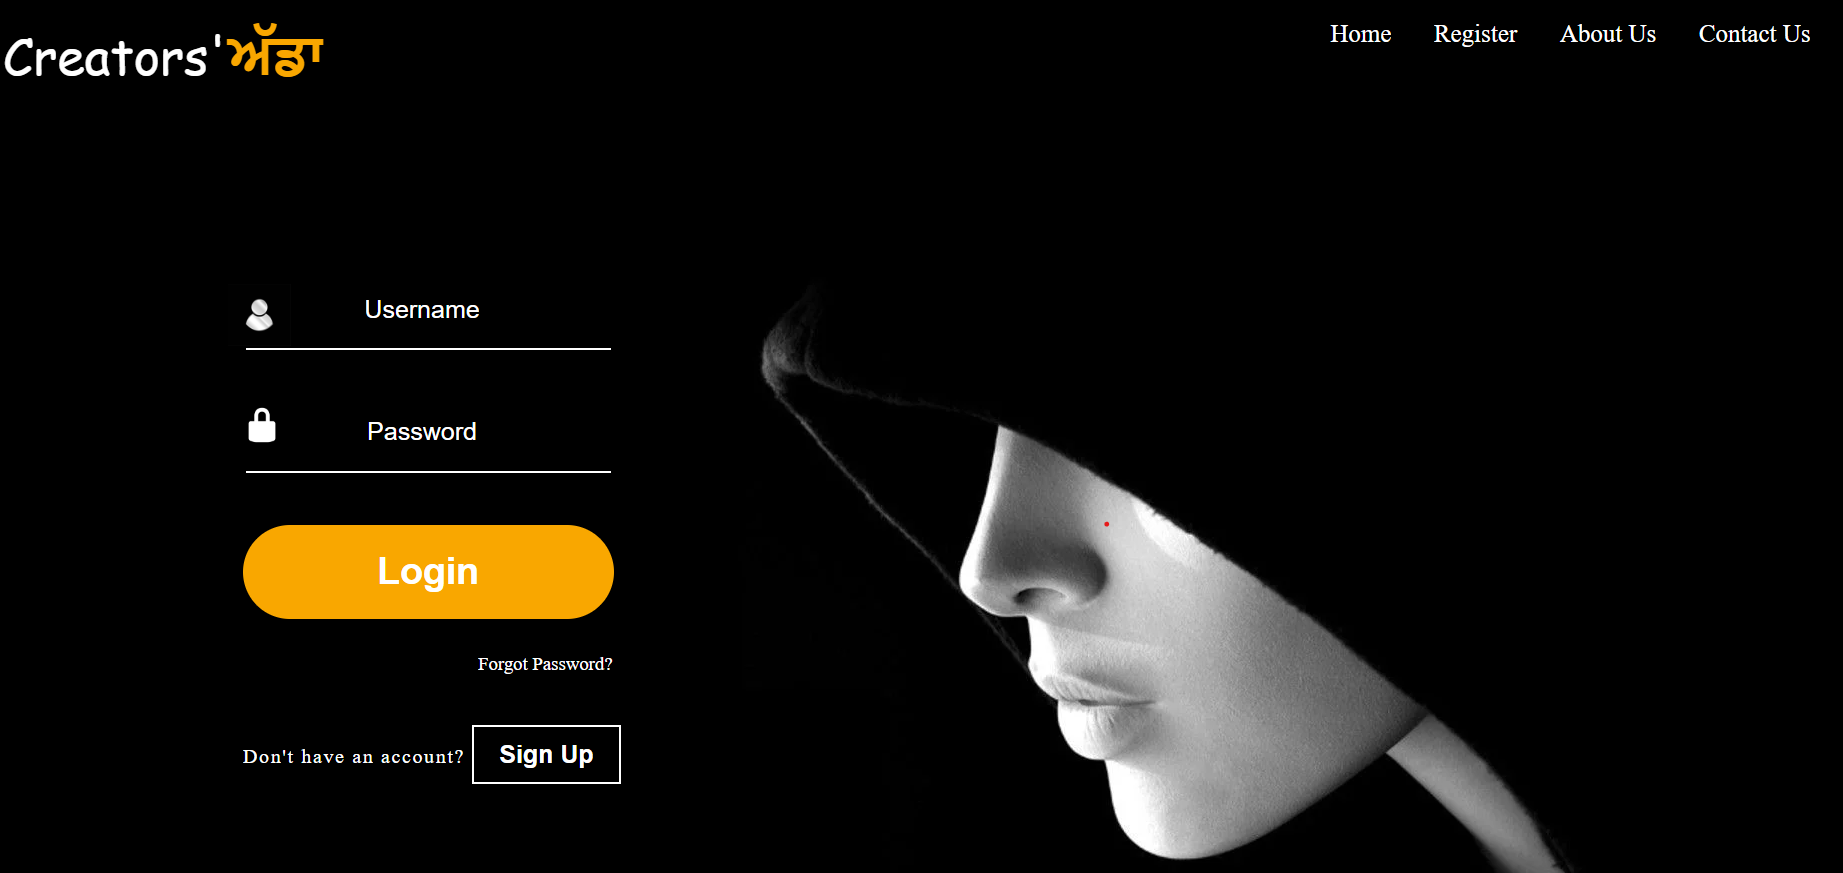 Creators'ਅੱਡਾ
Home Register About Us Contact Us
Username
Password
Login
Forgot Password?
Don't have an account? Sign Up